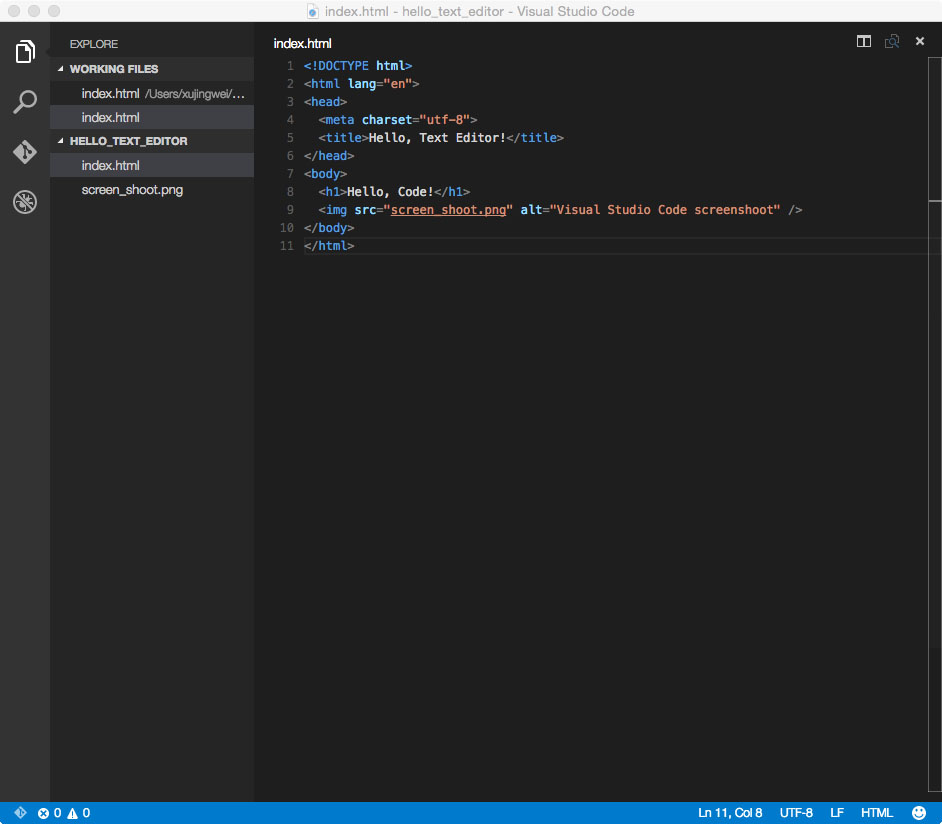 index.html - hello_text_editor - Visual Studio Code
EXPLORE
WORKING FILES
index.html /Users/xujingwei/...
index.html
HELLO_TEXT_EDITOR
index.html
screen_shoot.png
index.html
1 <!DOCTYPE html>
2 <html lang="en">
3 <head>
4 <meta charset="utf-8">
5 <title>Hello, Text Editor!</title>
6 </head>
7 <body>
8 <h1>Hello, Code!</h1>
9 <img src="screen_shoot.png" alt="Visual Studio Code screenshoot" />
10 </body>
11 </html>
0 0
Ln 11, Col 8 UTF-8 LF HTML